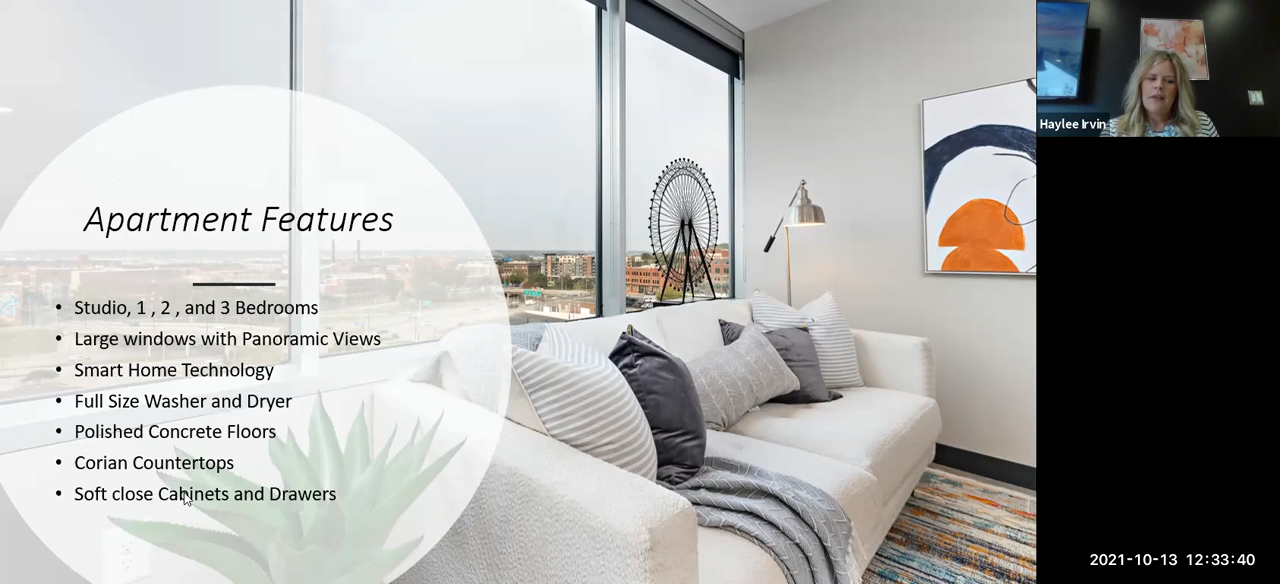 Apartment Features
• Studio, 1 , 2 , and 3 Bedrooms
• Large windows with Panoramic Views
• Smart Home Technology
• Full Size Washer and Dryer
• Polished Concrete Floors
• Corian Countertops
• Soft close Cabinets and Drawers
Haylee Irvin
2021-10-13 12:33:40